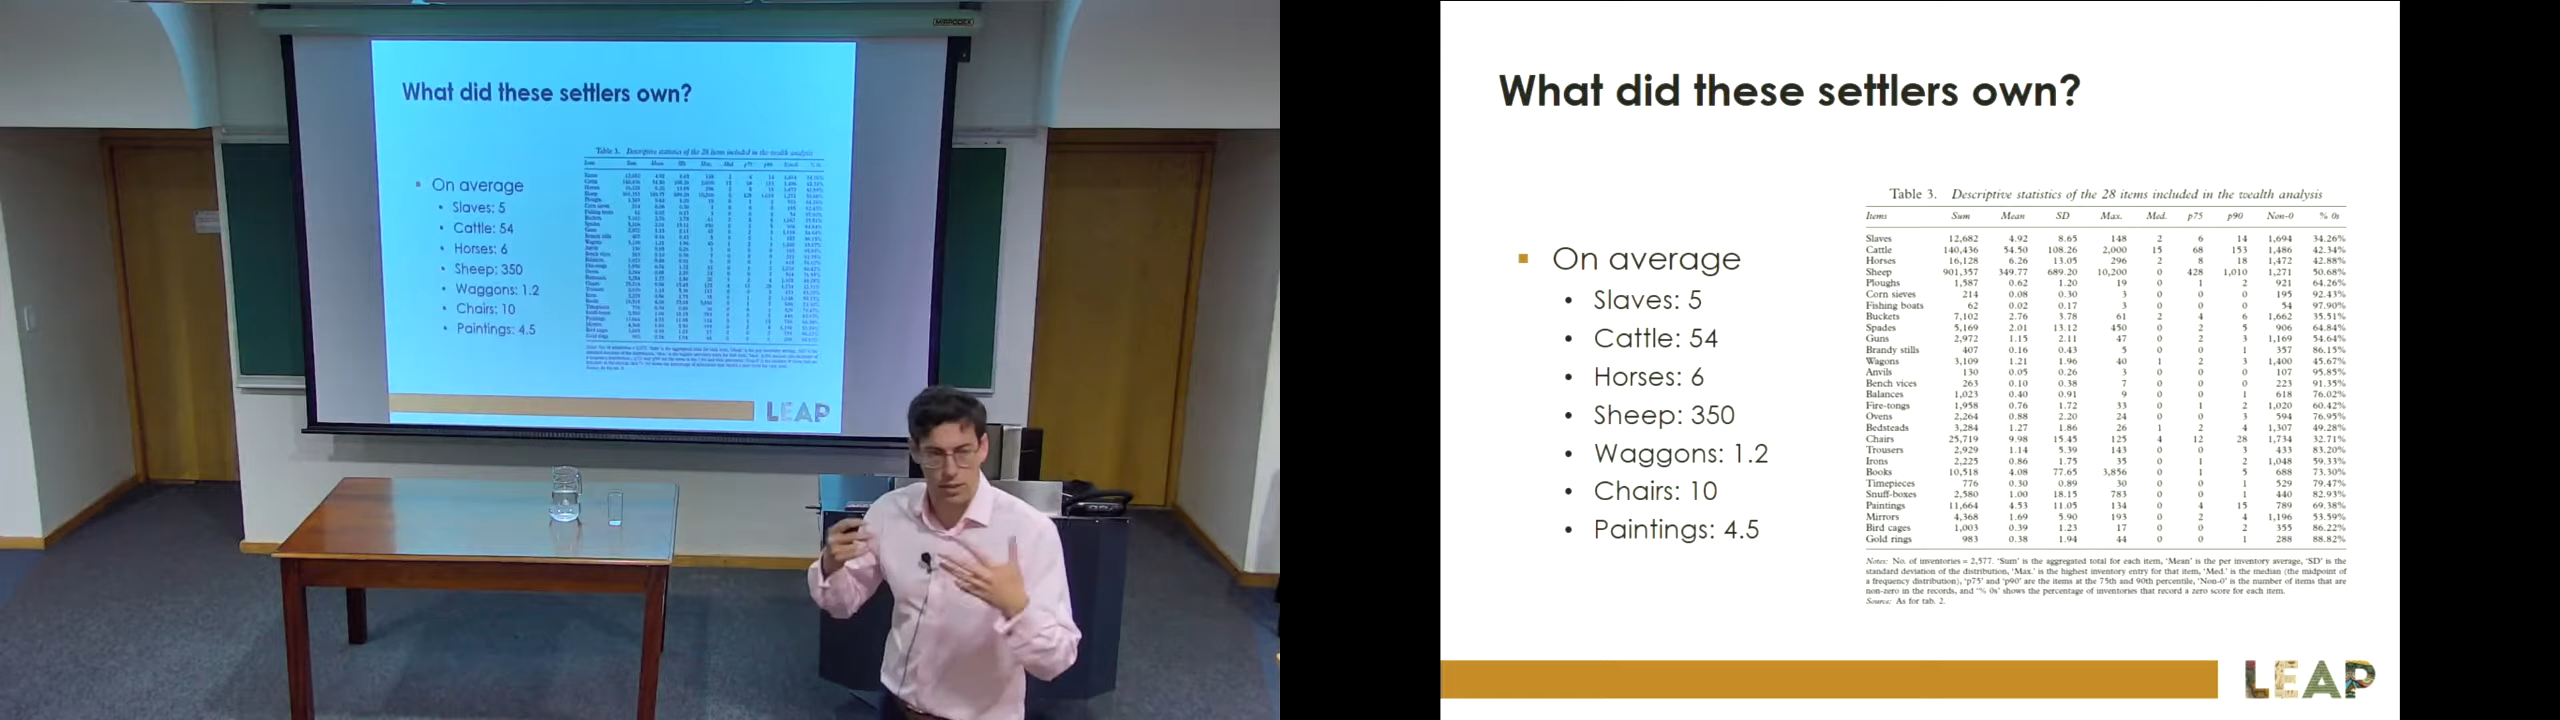 MIRRODEX
What did these settlers own?
On average
Slaves: 5
Cattle: 54
Horses: 6
Sheep: 350
Waggons: 1.2
Chairs: 10
Paintings: 4.5
Table 3. Descriptive statistics of the 28 items included in the wealth analysis
LEAP
What did these settlers own?
On average
Slaves: 5
Cattle: 54
Horses: 6
Sheep: 350
Waggons: 1.2
Chairs: 10
Paintings: 4.5
Table 3. Descriptive statistics of the 28 items included in the wealth analysis
Items Sum Mean SD Max. Med. p75 p90 Non-0 % 0s
Slaves 12,682 4.92 8.65 148 2 6 14 1,694 34.26%
Cattle 140,436 54.50 108.26 2,000 15 68 153 1,486 42.34%
Horses 16,128 6.26 13.05 296 2 8 18 1,472 42.88%
Sheep 901,357 349.77 689.20 10,200 0 428 1,010 1,271 50.68%
Ploughs 1,587 0.62 1.20 19 0 1 2 921 64.26%
Corn sieves 214 0.08 0.30 3 0 0 0 195 92.43%
Fishing boats 62 0.02 0.17 3 0 0 0 54 97.90%
Buckets 7,102 2.76 3.78 61 2 4 6 1,662 35.51%
Spades 5,169 2.01 13.12 450 0 2 5 906 64.84%
Guns 2,972 1.15 2.11 47 0 2 3 1,169 54.64%
Brandy stills 407 0.16 0.43 5 0 0 1 357 86.15%
Wagons 3,109 1.21 1.96 40 1 2 3 1,400 45.67%
Anvils 130 0.05 0.26 3 0 0 0 107 95.85%
Bench vices 263 0.10 0.38 7 0 0 0 223 91.35%
Balances 1,023 0.40 0.91 9 0 0 1 618 76.02%
Fire-tongs 1,958 0.76 1.72 33 0 1 2 1,020 60.42%
Ovens 2,264 0.88 2.20 24 0 0 3 594 76.95%
Bedsteads 3,284 1.27 1.86 26 1 2 4 1,307 49.28%
Chairs 25,719 9.98 15.45 125 4 12 28 1,734 32.71%
Trousers 2,929 1.14 5.39 143 0 0 3 433 83.20%
Irons 2,225 0.86 1.75 35 0 1 2 1,048 59.33%
Books 10,518 4.08 77.65 3,856 0 1 5 688 73.30%
Timepieces 776 0.30 0.89 30 0 0 1 529 79.47%
Snuff-boxes 2,580 1.00 18.15 783 0 0 1 440 82.93%
Paintings 11,664 4.53 11.05 134 0 4 15 789 69.38%
Mirrors 4,368 1.69 5.90 193 0 2 4 1,196 53.59%
Bird cages 1,003 0.39 1.23 17 0 0 2 355 86.22%
Gold rings 983 0.38 1.94 44 0 0 1 288 88.82%
Notes: No. of inventories = 2,577. 'Sum' is the aggregated total for each item, 'Mean' is the per inventory average, 'SD' is the
standard deviation of the distribution, 'Max.' is the highest inventory entry for that item, 'Med.' is the median (the midpoint of
a frequency distribution), 'p75' and 'p90' are the items at the 75th and 90th percentile, 'Non-0' is the number of items that are
non-zero in the records, and '% 0s' shows the percentage of inventories that record a zero score for each item.
Source: As for tab. 2.
LEAP